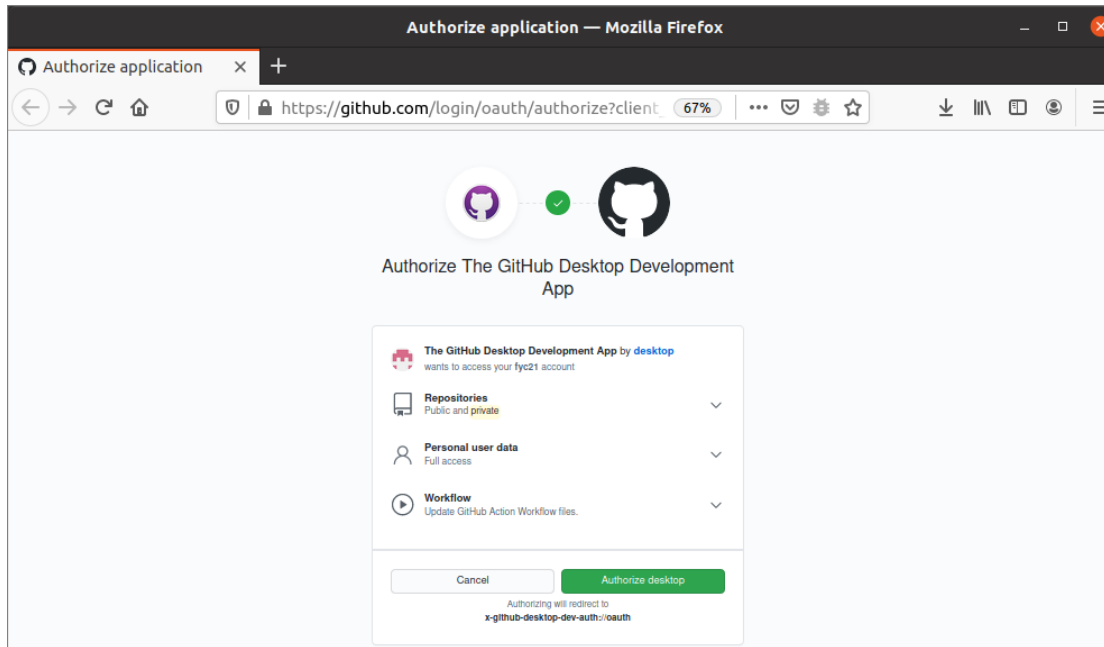 Authorize application — Mozilla Firefox
Authorize application
https://github.com/login/oauth/authorize?client_ 67%
Authorize The GitHub Desktop Development
App
The GitHub Desktop Development App by desktop
wants to access your fyc21 account
Repositories
Public and private
Personal user data
Full access
Workflow
Update GitHub Action Workflow files.
Cancel Authorize desktop
Authorizing will redirect to
x-github-desktop-dev-auth://oauth